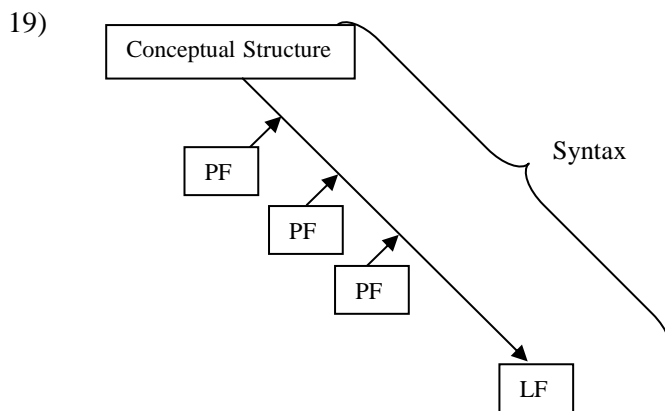 19)
Conceptual Structure
Syntax
PF
PF
PF
LF